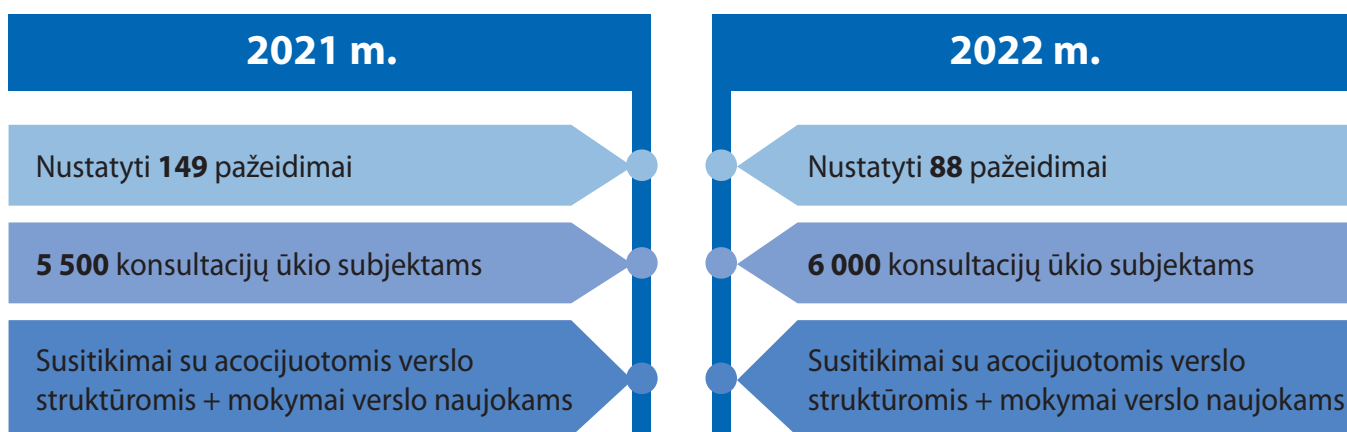 2021 m.
Nustatyti 149 pažeidimai
5 500 konsultacijų ūkio subjektams
Susitikimai su acocijuotomis verslo
struktūromis + mokymai verslo naujokams
2022 m.
Nustatyti 88 pažeidimai
6 000 konsultacijų ūkio subjektams
Susitikimai su acocijuotomis verslo
struktūromis + mokymai verslo naujokams